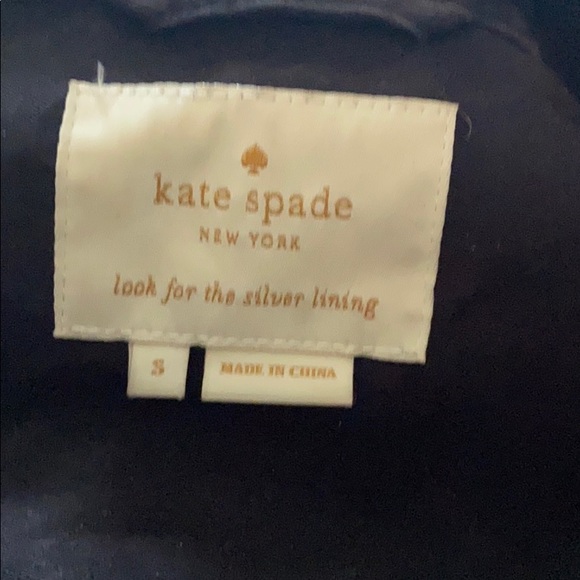 kate spade
NEW YORK
look for the silver lining
S
MADE IN CHINA